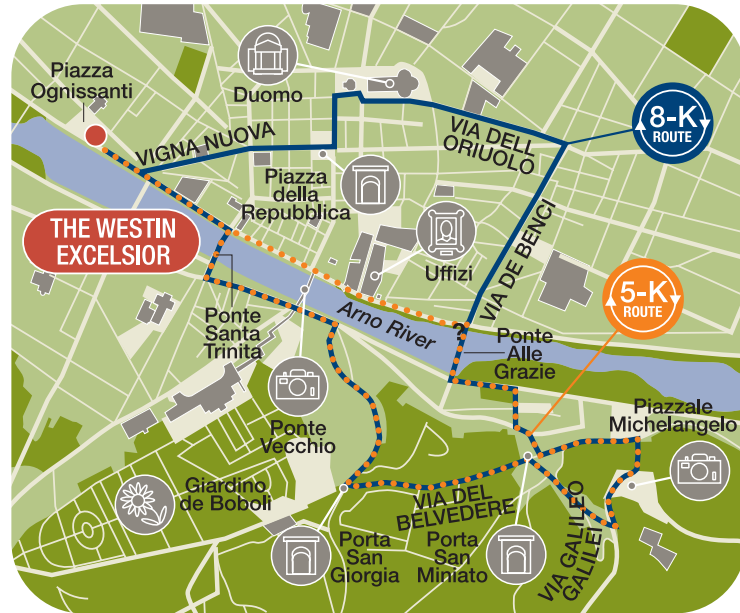 Piazza
Ognissanti
Duomo
8-K
ROUTE
VIGNA NUOVA
VIA DELL
ORIUOLO
Piazza
della
Repubblica
THE WESTIN
EXCELSIOR
Uffizi
VIA DE BENCI
5-K
ROUTE
Ponte
Santa
Trinita
Arno River
?
Ponte
Alle
Grazie
Piazzale
Michelangelo
Ponte
Vecchio
Giardino
de Boboli
VIA DEL
BELVEDERE
Porta
San
Giorgia
Porta
San
Miniato
VIA GALILEO
GALILEI